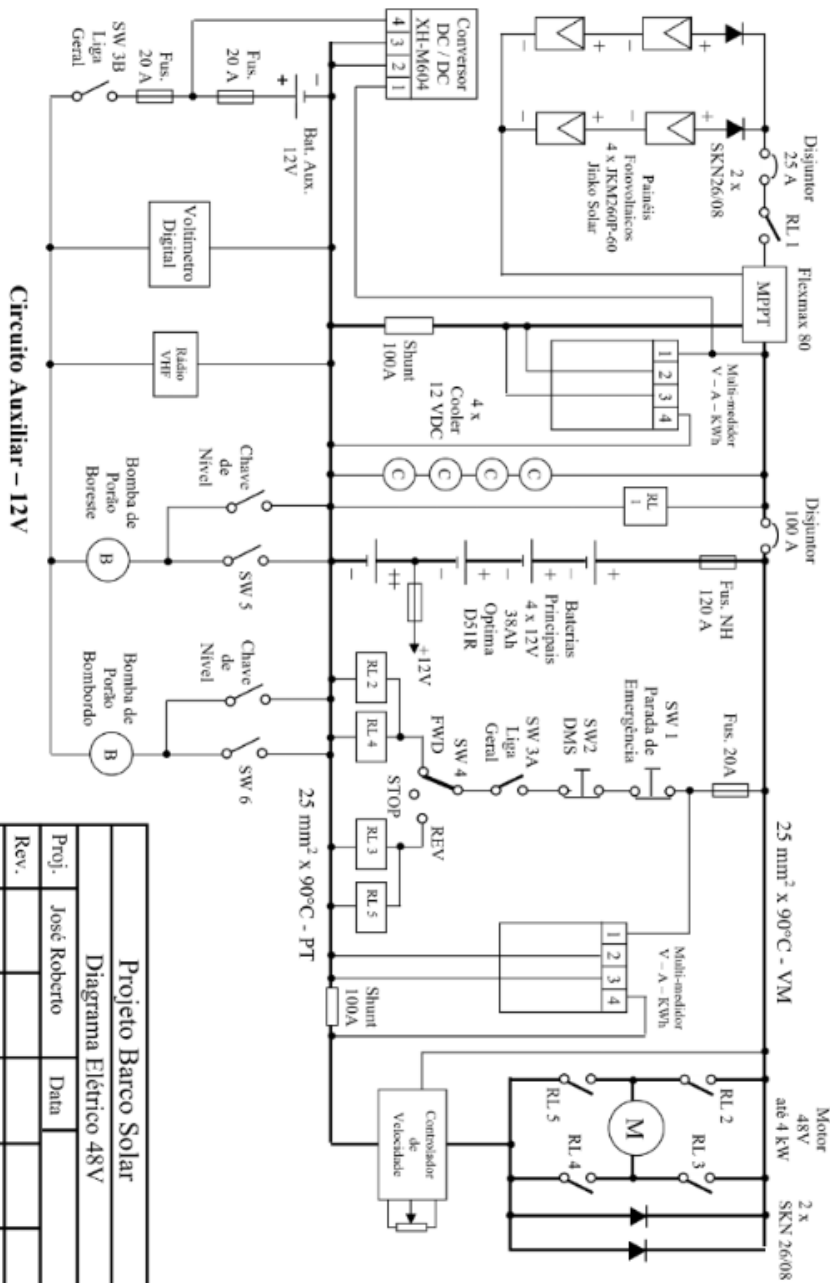 Disjuntor
25 A
RL 1
2 x
SKN26/08
Painéis
Fotovoltaicos
4 x JKM260P-60
Jinko Solar
Flexmax 80
MPPT
Conversor
DC / DC
XH-M604
4
3
2
1
Multi-medidor
V – A – KWh
1
2
3
4
Shunt
100A
4 x
Cooler
12 VDC
C
C
C
C
RL
1
Disjuntor
100 A
Fus. NH
120 A
Baterias
Principais
4 x 12V
38Ah
Optima
D51R
+12V
Fus. 20A
SW 1
Parada de
Emergência
SW2
DMS
SW 3A
Liga
Geral
SW 4
FWD
STOP
REV
RL 2
RL 4
RL 3
RL 5
25 mm² x 90°C - VM
25 mm² x 90°C - PT
Multi-medidor
V – A – KWh
1
2
3
4
Shunt
100A
Motor
48V
até 4 kW
2 x
SKN 26/08
RL 2
RL 3
RL 5
RL 4
M
Controlador
de
Velocidade
SW 3B
Liga
Geral
Fus.
20 A
Fus.
20 A
Bat. Aux.
12V
Voltímetro
Digital
Rádio
VHF
Chave
de
Nível
SW 5
Bomba de
Porão
Boreste
B
Chave
de
Nível
SW 6
Bomba de
Porão
Bombordo
B
Circuito Auxiliar – 12V
Projeto Barco Solar
Diagrama Elétrico 48V
Proj. José Roberto Data
Rev.